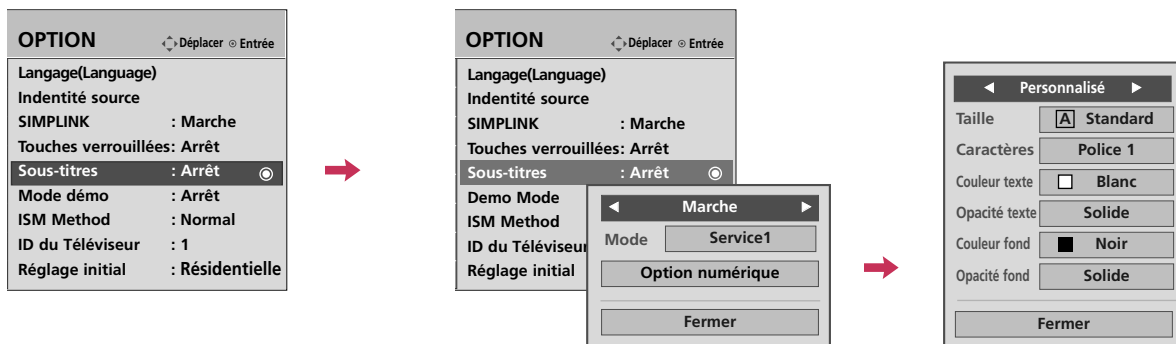 OPTION Déplacer Entrée
Langage(Language)
Indentité source
SIMPLINK : Marche
Touches verrouillées: Arrêt
Sous-titres : Arrêt
Mode démo : Arrêt
ISM Method : Normal
ID du Téléviseur : 1
Réglage initial : Résidentielle
OPTION Déplacer Entrée
Langage(Language)
Indentité source
SIMPLINK : Marche
Touches verrouillées: Arrêt
Sous-titres : Arrêt
Demo Mode
ISM Method
ID du Téléviseu
Réglage initial
Marche
Mode Service1
Option numérique
Fermer
Personnalisé
Taille A Standard
Caractères Police 1
Couleur texte Blanc
Opacité texte Solide
Couleur fond Noir
Opacité fond Solide
Fermer